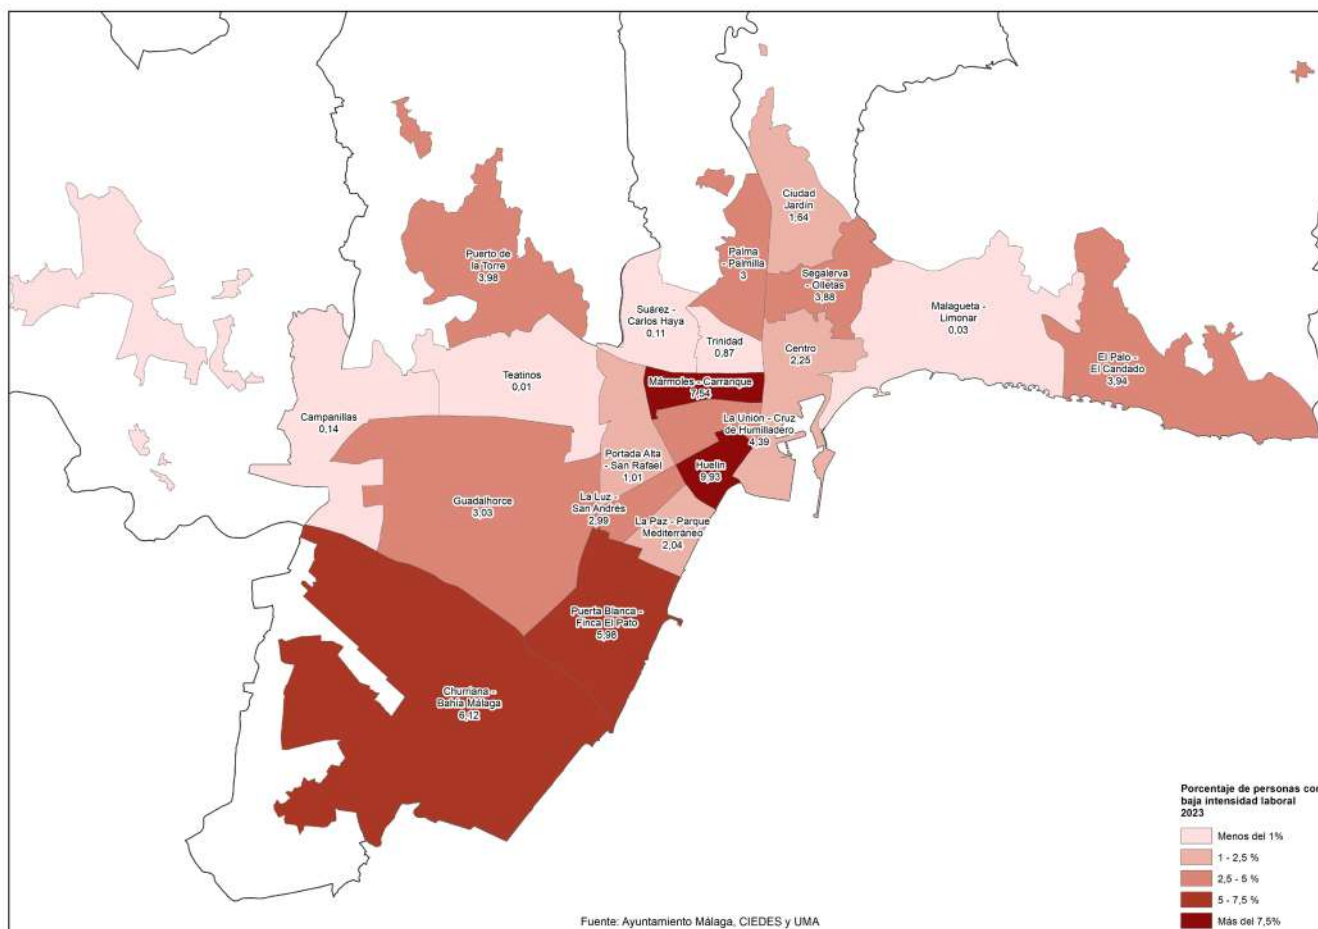 Ciudad
Jardín
1,64
Puerto de
la Torre
3,98
Palma
- Palmilla
3
Segalerva
- Olletas
3,88
Suárez -
Carlos Haya
0,11
Malagueta -
Limonar
0,03
Trinidad
0,87
Centro
2,25
El Palo -
El Candado
3,94
Teatinos
0,01
Mármoles - Carranque
7,54
Campanillas
0,14
La Unión - Cruz
de Humilladero
4,39
Portada Alta
- San Rafael
1,01
Huelin
9,93
Guadalhorce
3,03
La Luz -
San Andrés
2,99
La Paz - Parque
Mediterráneo
2,04
Puerta Blanca -
Finca El Pato
5,98
Churriana -
Bahía Málaga
6,12
Porcentaje de personas con
baja intensidad laboral
2023
Menos del 1%
1 - 2,5 %
2,5 - 5 %
5 - 7,5 %
Más del 7,5%
Fuente: Ayuntamiento Málaga, CIEDES y UMA